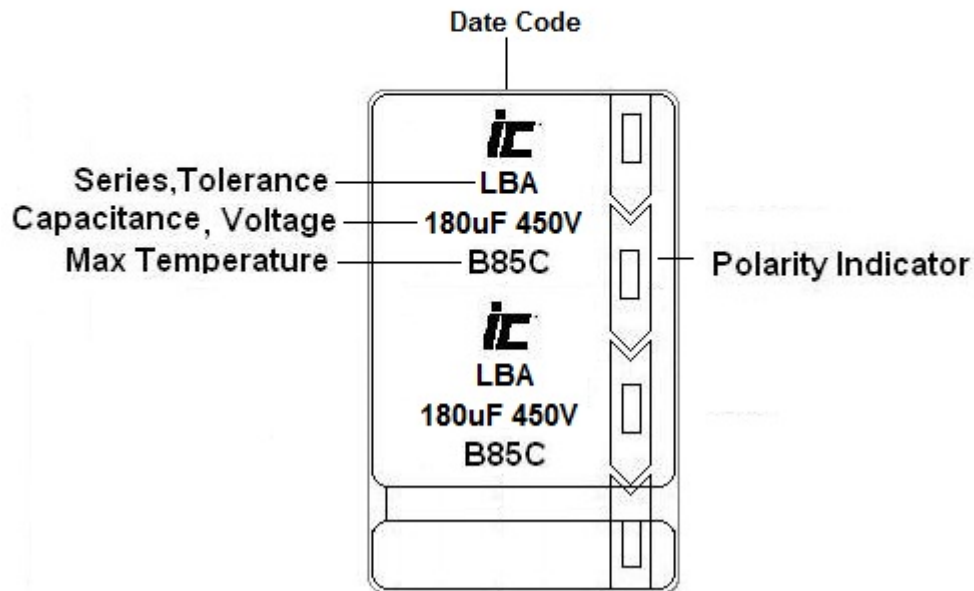 Date Code
ic
Series,Tolerance LBA
Capacitance, Voltage 180uF 450V
Max Temperature B85C
Polarity Indicator
ic
LBA
180uF 450V
B85C